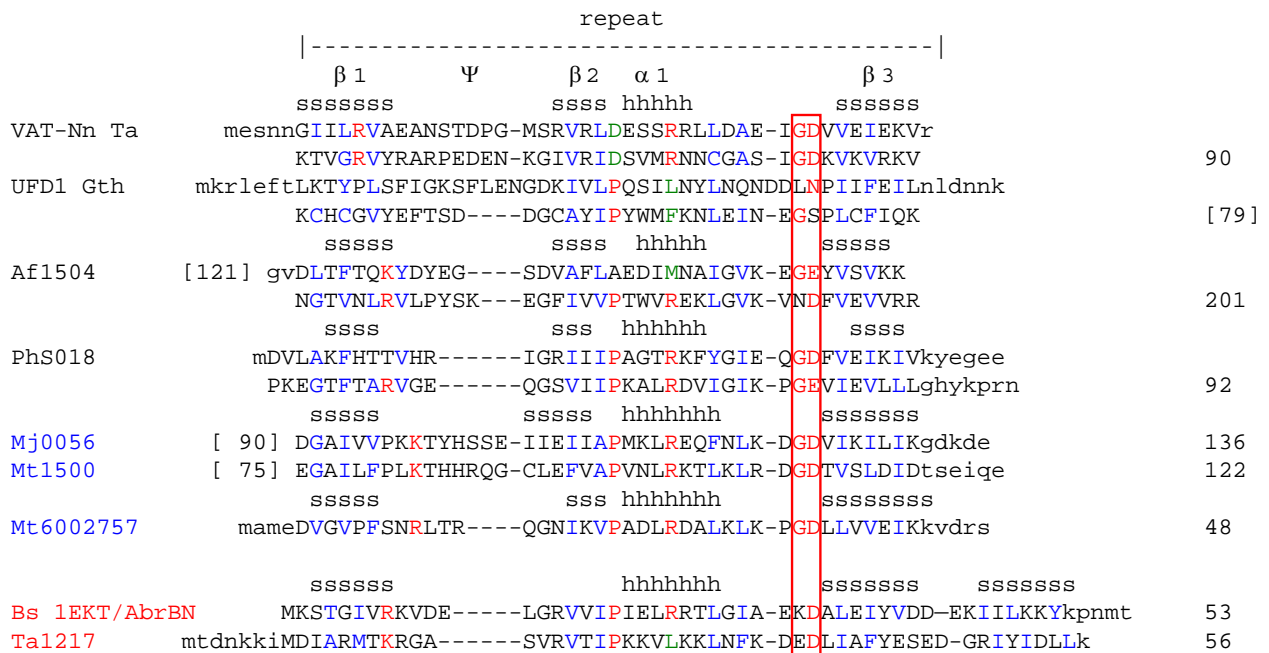 repeat
|---------------------------------------------|
β1 Ψ β2 α1 β3
sssssss ssss hhhhh ssssss
VAT-Nn Ta mesnnGIILRVAEANSTDPG-MSRVRLDESSRRLLDAE-IGDVVEIEKVr
KTVGRVYRARPEDEN-KGIVRIDSVMRNNCGAS-IGDKVKVRKV 90
UFD1 Gth mkrleftLKTYPLSFIGKSFLENGDKIVLPQSILNYLNQNDDLNPIIFEILnldnnk
KCHCGVYEFTSD----DGCAYIPYWMFKNLEIN-EGSPLCFIQK [79]
sssss ssss hhhhh sssss
Af1504 [121] gvDLTFTQKYDYEG----SDVAFLAEDIMNAIGVK-EGEYVSVKK
NGTVNLRVLPYSK---EGFIVVPTWVREKLGVK-VNDFVEVVRR 201
ssss sss hhhhhh ssss
PhS018 mDVLAKFHTTVHR------IGRIIIPAGTRKFYGIE-QGDFVEIKIVkyegee
PKEGTFTARVGE------QGSVIIPKALRDVIGIK-PGEVIEVLLLghykprn 92
sssss sssss hhhhhhh sssssss
Mj0056 [ 90] DGAIVVPKKTYHSSE-IIEIIAPMKLREQFNLK-DGDVIKILIKgdkde 136
Mt1500 [ 75] EGAILFPLKTHHRQG-CLEFVAPVNLRKTLKLR-DGDTVSLDIDtseiqe 122
sssss sss hhhhhhh ssssssss
Mt6002757 mameDVGVPFSNRLTR----QGNIKVPADLRDALKLK-PGDLLVVEIKkvdrs 48
ssssss hhhhhhh sssssss sssssss
Bs 1EKT/AbrBN MKSTGIVRKVDE-----LGRVVIPIELRRTLGIA-EKDALEIYVDD–EKIILKKYkpnmt 53
Ta1217 mtdnkkiMDIARMTKRGA-----SVRVTIPKKVLKKLNFK-DEDLIAFYESED-GRIYIDLLk 56